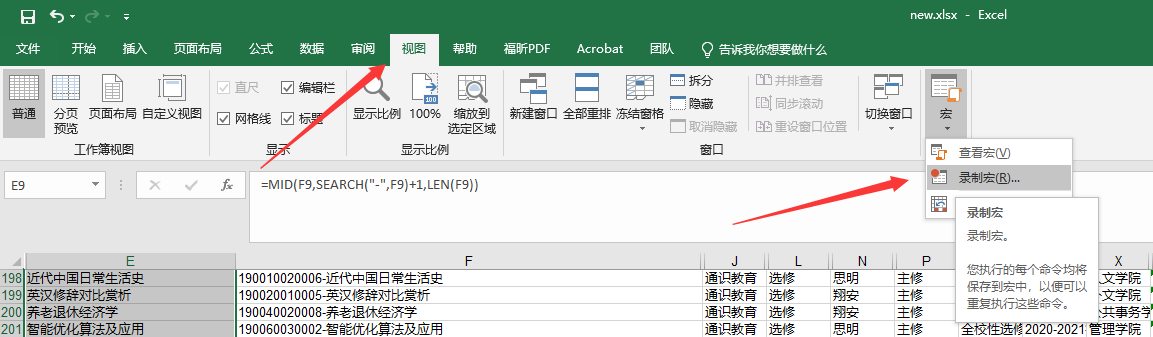 new.xlsx - Excel
文件 开始 插入 页面布局 公式 数据 审阅 视图 帮助 福昕PDF Acrobat 团队 告诉我你想要做什么
普通
分页
预览
页面布局
自定义视图
工作簿视图
直尺
编辑栏
网格线
标题
显示
显示比例
100
100%
缩放到
选定区域
显示比例
新建窗口
全部重排
冻结窗格
拆分
隐藏
取消隐藏
并排查看
同步滚动
重设窗口位置
切换窗口
窗口
宏
查看宏(V)
录制宏(R)...
录制宏
录制宏。
您执行的每个命令均将
保存到宏中，以便可以
重复执行这些命令。
E9
fx
=MID(F9,SEARCH("-",F9)+1,LEN(F9))
E F J L N P X
198 近代中国日常生活史 190010020006-近代中国日常生活史 通识教育 选修 思明 主修 人文学院
199 英汉修辞对比赏析 190020010005-英汉修辞对比赏析 通识教育 选修 翔安 主修 外文学院
200 养老退休经济学 190040020008-养老退休经济学 通识教育 选修 翔安 主修 公共事务学
201 智能优化算法及应用 190060030002-智能优化算法及应用 通识教育 选修 思明 主修 全校性选修 2020-2021 管理学院